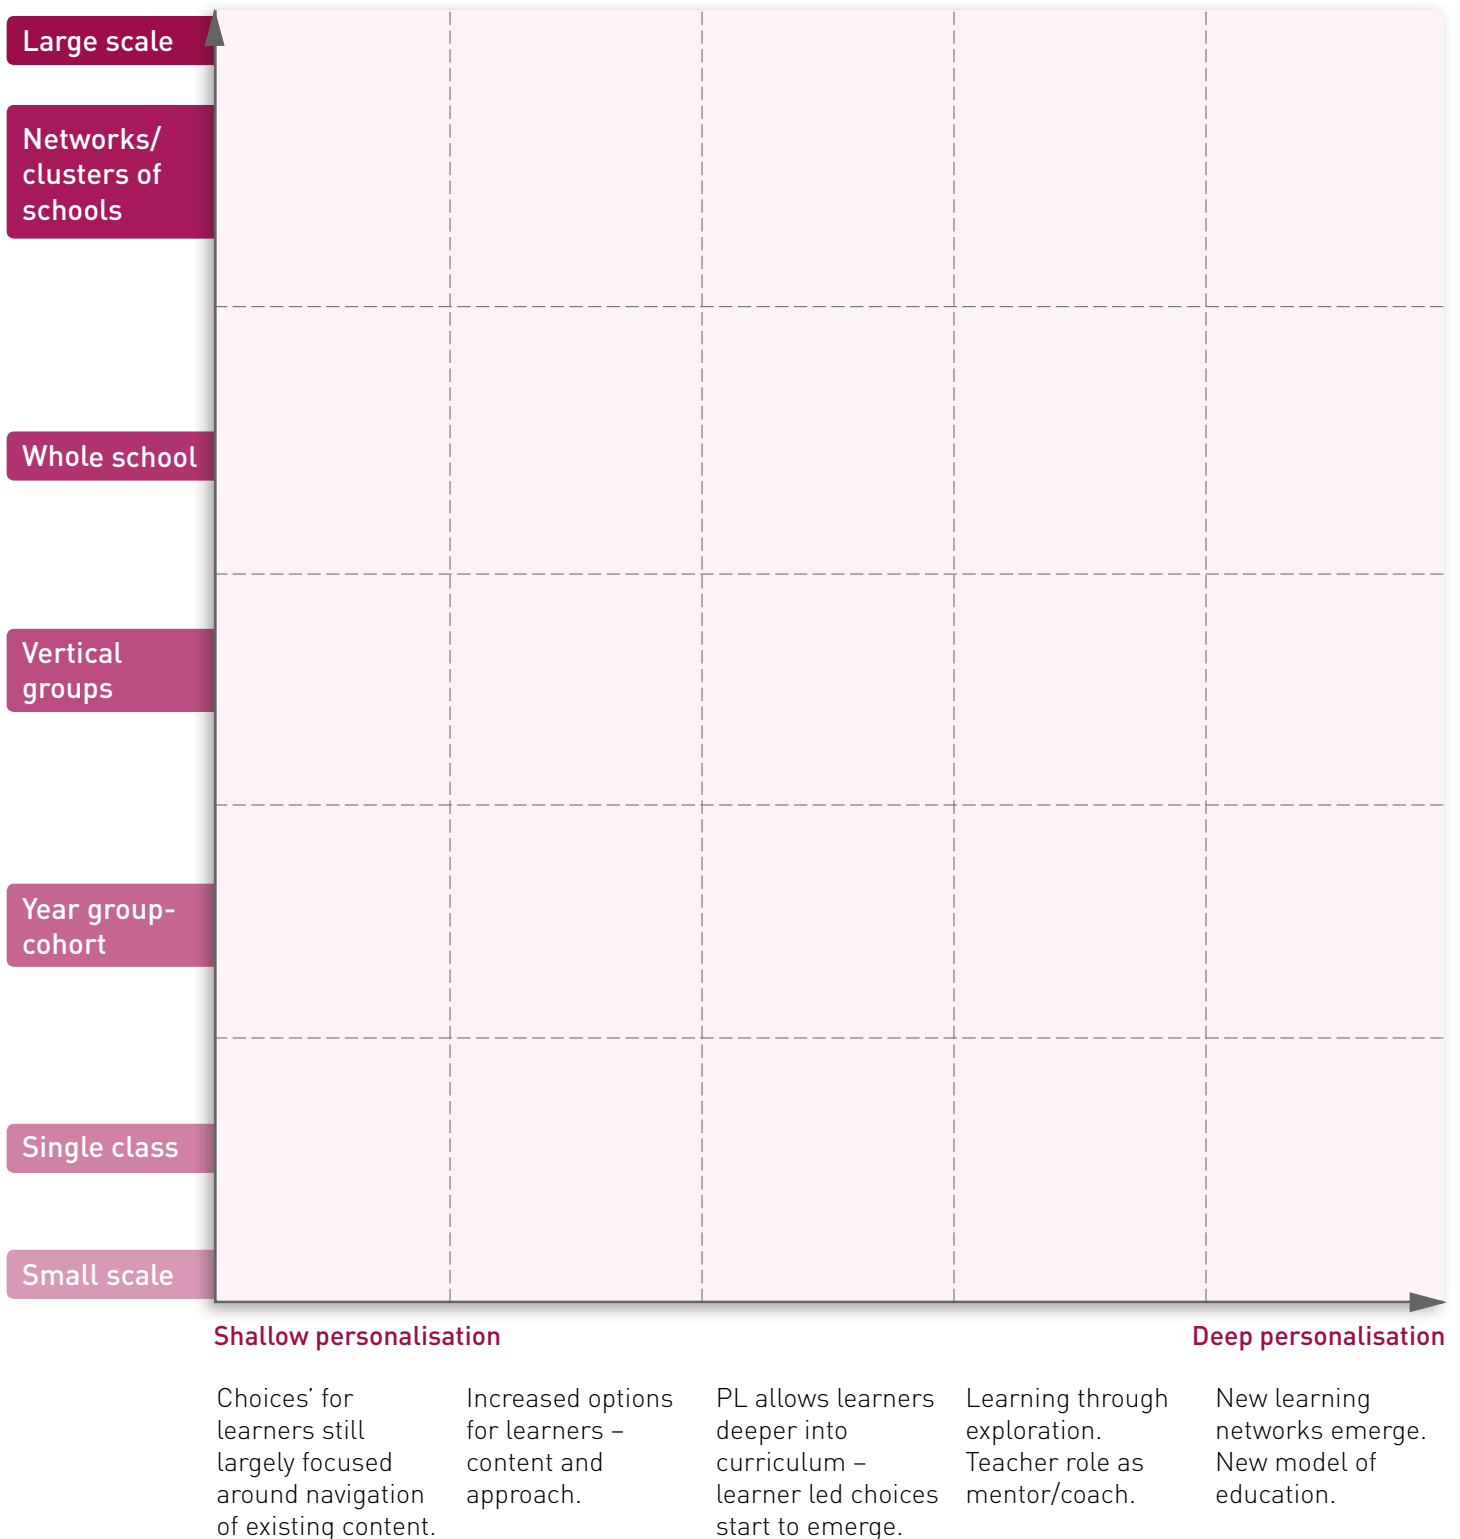 Large scale
Networks/
clusters of
schools
Whole school
Vertical
groups
Year group-
cohort
Single class
Small scale
Shallow personalisation
Deep personalisation
Choices’ for
learners still
largely focused
around navigation
of existing content.
Increased options
for learners –
content and
approach.
PL allows learners
deeper into
curriculum –
learner led choices
start to emerge.
Learning through
exploration.
Teacher role as
mentor/coach.
New learning
networks emerge.
New model of
education.